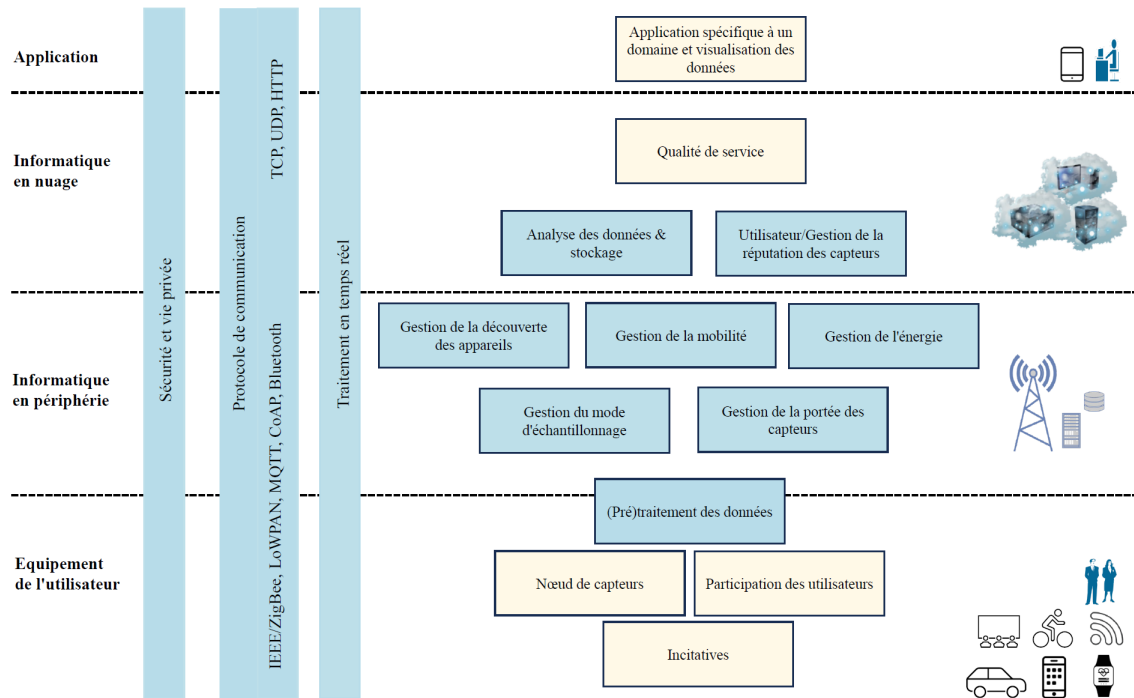 Application
Application spécifique à un
domaine et visualisation des
données
Informatique
en nuage
Qualité de service
Analyse des données &
stockage
Utilisateur/Gestion de la
réputation des capteurs
Sécurité et vie privée
Protocole de communication
TCP, UDP, HTTP
IEEE/ZigBee, LoWPAN, MQTT, CoAP, Bluetooth
Traitement en temps réel
Informatique
en périphérie
Gestion de la découverte
des appareils
Gestion de la mobilité
Gestion de l'énergie
Gestion du mode
d'échantillonnage
Gestion de la portée des
capteurs
Equipement
de l'utilisateur
(Pré)traitement des données
Nœud de capteurs
Participation des utilisateurs
Incitatives